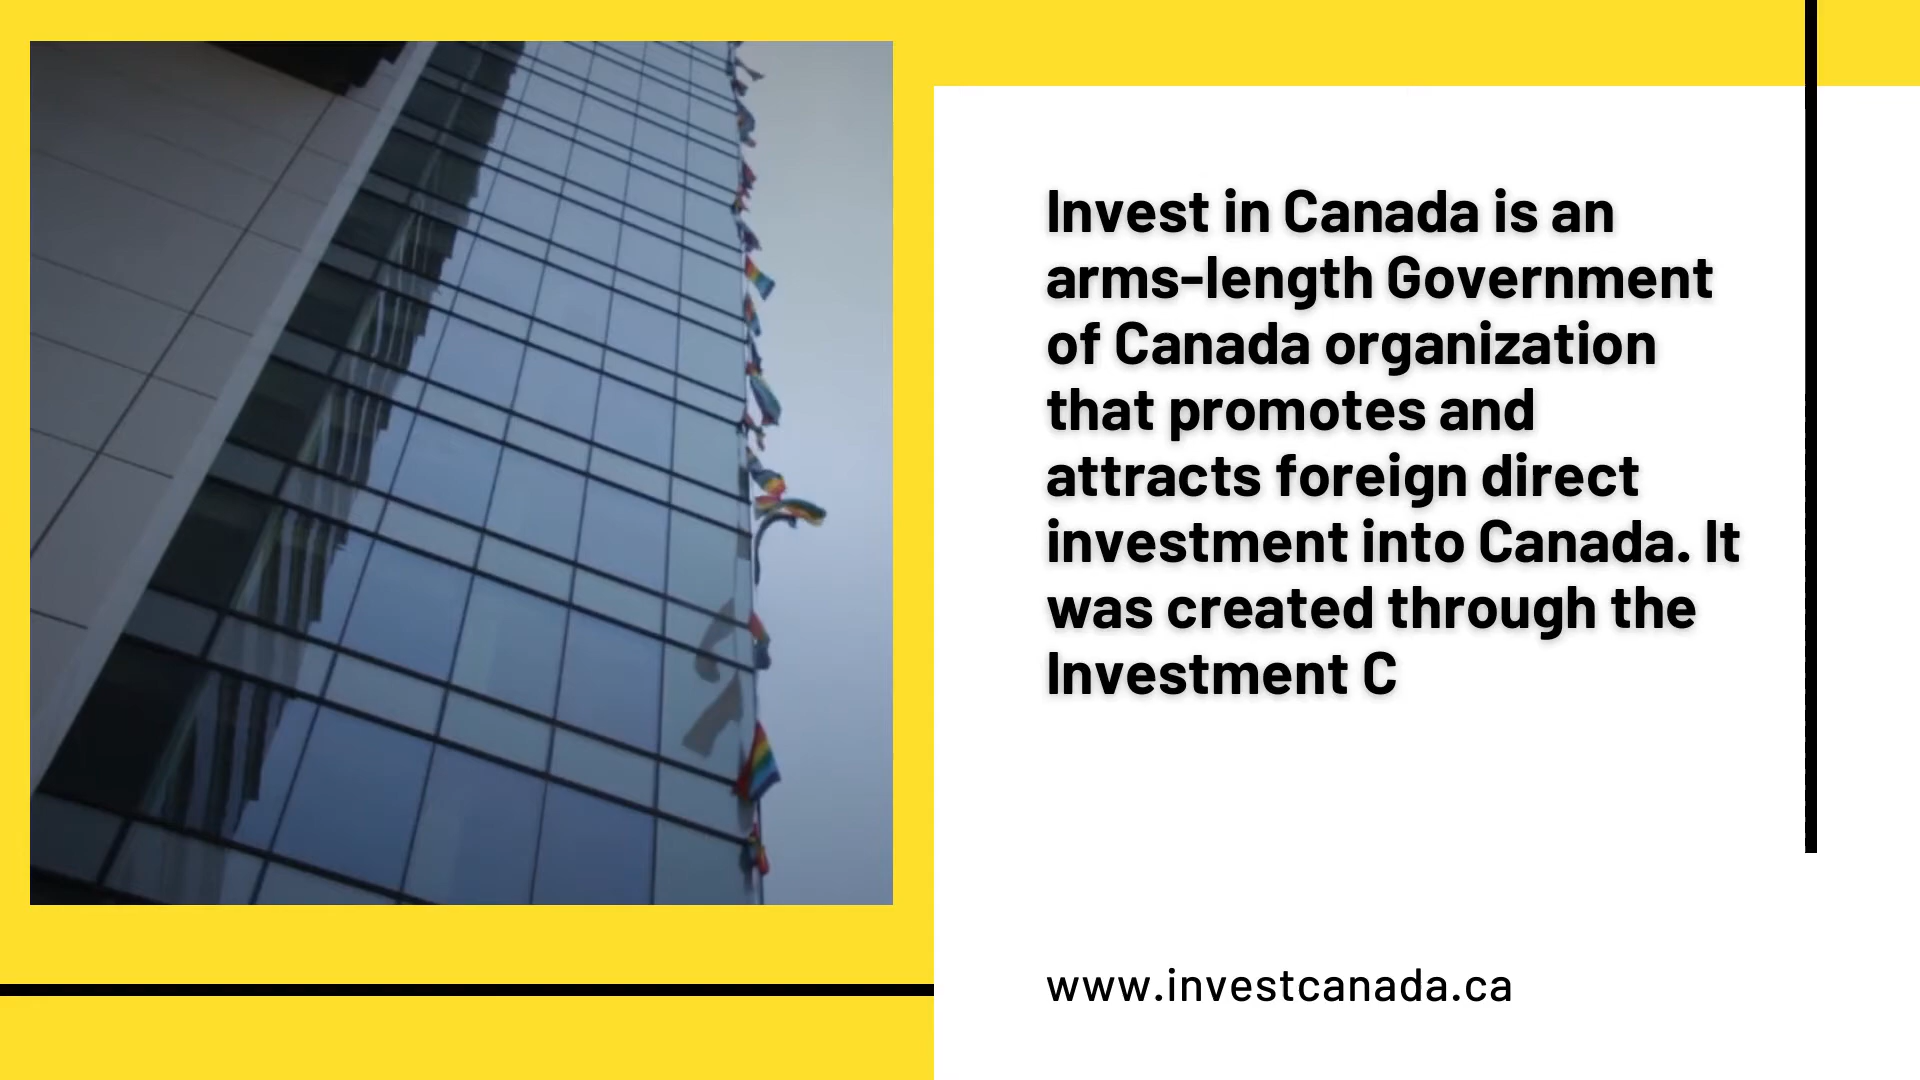 Invest in Canada is an
arms-length Government
of Canada organization
that promotes and
attracts foreign direct
investment into Canada. It
was created through the
Investment C
www.investcanada.ca